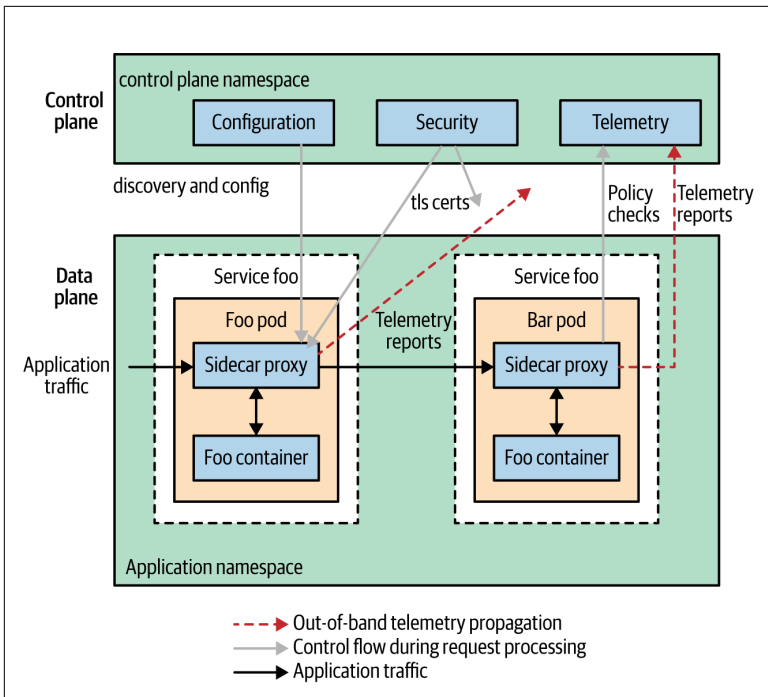 control plane namespace
Control
plane
Configuration
Security
Telemetry
discovery and config
tls certs
Policy
checks
Telemetry
reports
Data
plane
Service foo
Service foo
Foo pod
Telemetry
reports
Bar pod
Application
traffic
Sidecar proxy
Sidecar proxy
Foo container
Foo container
Application namespace
Out-of-band telemetry propagation
Control flow during request processing
Application traffic